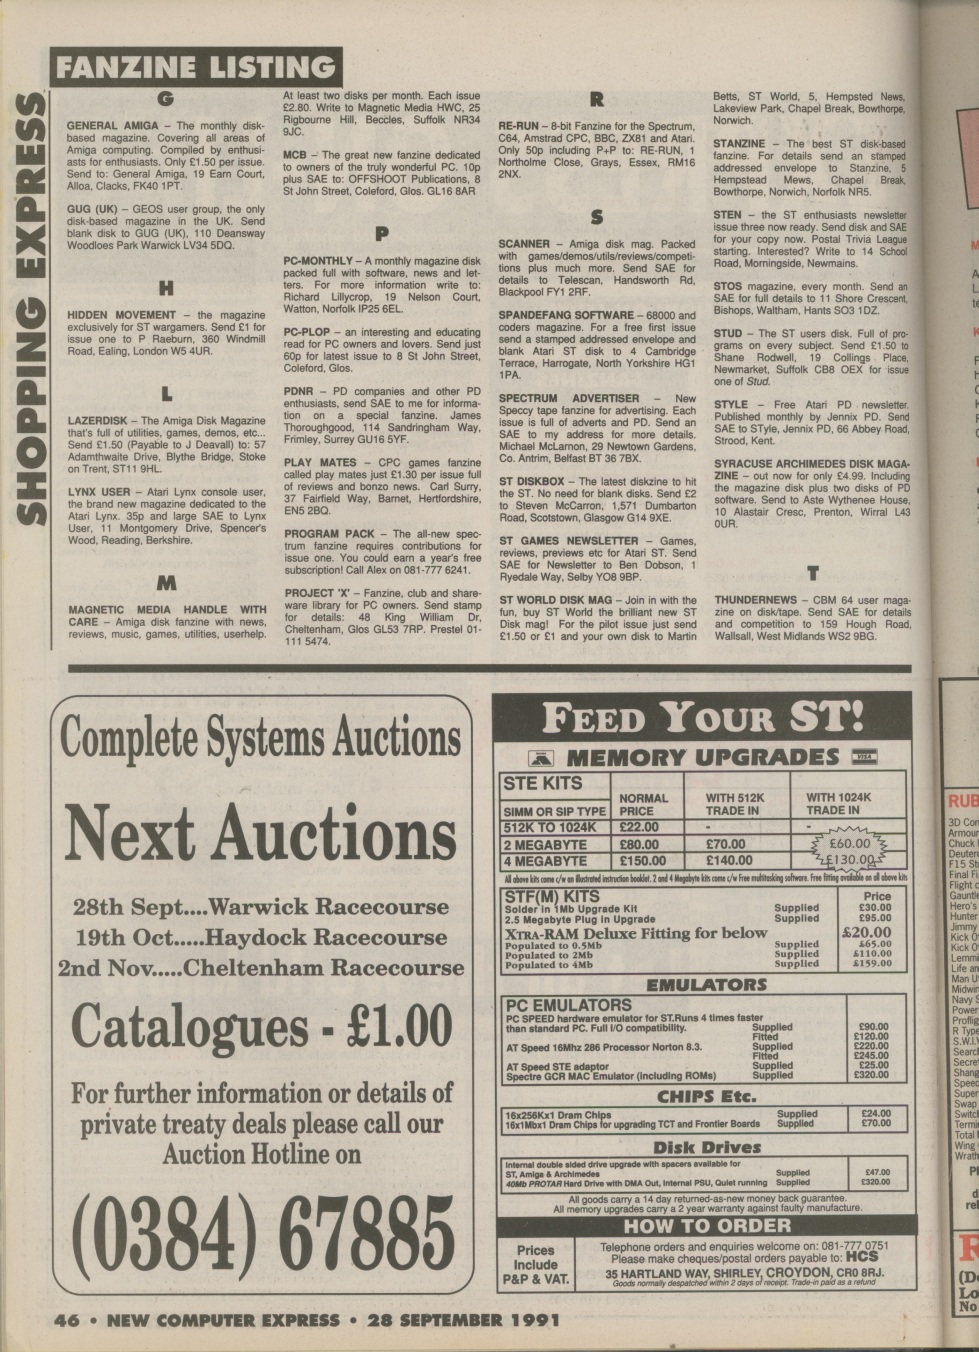 FANZINE LISTING
SHOPPING EXPRESS
G
GENERAL AMIGA – The monthly disk-
based magazine. Covering all areas of
Amiga computing. Compiled by enthusi-
asts for enthusiasts. Only £1.50 per issue.
Send to: General Amiga, 19 Earn Court,
Alloa, Clacks, FK40 1PT.
GUG (UK) – GEOS user group, the only
disk-based magazine in the UK. Send
blank disk to GUG (UK), 110 Deansway
Woodloes Park Warwick LV34 5DQ.
H
HIDDEN MOVEMENT – the magazine
exclusively for ST wargamers. Send £1 for
issue one to P Raeburn, 360 Windmill
Road, Ealing, London W5 4UR.
L
LAZERDISK – The Amiga Disk Magazine
that's full of utilities, games, demos, etc...
Send £1.50 (Payable to J Deavall) to: 57
Adamthwaite Drive, Blythe Bridge, Stoke
on Trent, ST11 9HL.
LYNX USER – Atari Lynx console user,
the brand new magazine dedicated to the
Atari Lynx. 35p and large SAE to Lynx
User, 11 Montgomery Drive, Spencer's
Wood, Reading, Berkshire.
M
MAGNETIC MEDIA HANDLE WITH
CARE – Amiga disk fanzine with news,
reviews, music, games, utilities, userhelp.
At least two disks per month. Each issue
£2.80. Write to Magnetic Media HWC, 25
Rigbourne Hill, Beccles, Suffolk NR34
9JC.
MCB – The great new fanzine dedicated
to owners of the truly wonderful PC. 10p
plus SAE to: OFFSHOOT Publications, 8
St John Street, Coleford, Glos. GL16 8AR
P
PC-MONTHLY – A monthly magazine disk
packed full with software, news and let-
ters. For more information write to:
Richard Lillycrop, 19 Nelson Court,
Watton, Norfolk IP25 6EL.
PC-PLOP – an interesting and educating
read for PC owners and lovers. Send just
60p for latest issue to 8 St John Street,
Coleford, Glos.
PDNR – PD companies and other PD
enthusiasts, send SAE to me for informa-
tion on a special fanzine. James
Thoroughgood, 114 Sandringham Way,
Frimley, Surrey GU16 5YF.
PLAY MATES – CPC games fanzine
called play mates just £1.30 per issue full
of reviews and bonzo news. Carl Surry,
37 Fairfield Way, Barnet, Hertfordshire,
EN5 2BQ.
PROGRAM PACK – The all-new spec-
trum fanzine requires contributions for
issue one. You could earn a year's free
subscription! Call Alex on 081-777 6241.
PROJECT 'X' – Fanzine, club and share-
ware library for PC owners. Send stamp
for details: 48 King William Dr,
Cheltenham, Glos GL53 7RP. Prestel 01-
111 5474.
R
RE-RUN – 8-bit Fanzine for the Spectrum,
C64, Amstrad CPC, BBC, ZX81 and Atari.
Only 50p including P+P to: RE-RUN, 1
Northolme Close, Grays, Essex, RM16
2NX.
S
SCANNER – Amiga disk mag. Packed
with games/demos/utils/reviews/competi-
tions plus much more. Send SAE for
details to Telescan, Handsworth Rd,
Blackpool FY1 2RF.
SPANDEFANG SOFTWARE – 68000 and
coders magazine. For a free first issue
send a stamped addressed envelope and
blank Atari ST disk to 4 Cambridge
Terrace, Harrogate, North Yorkshire HG1
1PA.
SPECTRUM ADVERTISER – New
Speccy tape fanzine for advertising. Each
issue is full of adverts and PD. Send an
SAE to my address for more details.
Michael McLarnon, 29 Newtown Gardens,
Co. Antrim, Belfast BT 36 7BX.
ST DISKBOX – The latest diskzine to hit
the ST. No need for blank disks. Send £2
to Steven McCarron, 1,571 Dumbarton
Road, Scotstown, Glasgow G14 9XE.
ST GAMES NEWSLETTER – Games,
reviews, previews etc for Atari ST. Send
SAE for Newsletter to Ben Dobson, 1
Ryedale Way, Selby YO8 9BP.
ST WORLD DISK MAG – Join in with the
fun, buy ST World the brilliant new ST
Disk mag! For the pilot issue just send
£1.50 or £1 and your own disk to Martin
Betts, ST World, 5, Hempsted News,
Lakeview Park, Chapel Break, Bowthorpe,
Norwich.
STANZINE – The best ST disk-based
fanzine. For details send an stamped
addressed envelope to Stanzine, 5
Hempstead Mews, Chapel Break,
Bowthorpe, Norwich, Norfolk NR5.
STEN – the ST enthusiasts newsletter
issue three now ready. Send disk and SAE
for your copy now. Postal Trivia League
starting. Interested? Write to 14 School
Road, Morningside, Newmains.
STOS magazine, every month. Send an
SAE for full details to 11 Shore Crescent,
Bishops, Waltham, Hants SO3 1DZ.
STUD – The ST users disk. Full of pro-
grams on every subject. Send £1.50 to
Shane Rodwell, 19 Collings Place,
Newmarket, Suffolk CB8 OEX for issue
one of Stud.
STYLE – Free Atari PD newsletter.
Published monthly by Jennix PD. Send
SAE to STyle, Jennix PD, 66 Abbey Road,
Strood, Kent.
SYRACUSE ARCHIMEDES DISK MAGA-
ZINE – out now for only £4.99. Including
the magazine disk plus two disks of PD
software. Send to Aste Wythenee House,
10 Alastair Cresc, Prenton, Wirral L43
0UR.
T
THUNDERNEWS – CBM 64 user maga-
zine on disk/tape. Send SAE for details
and competition to 159 Hough Road,
Wallsall, West Midlands WS2 9BG.
Complete Systems Auctions
Next Auctions
28th Sept....Warwick Racecourse
19th Oct.....Haydock Racecourse
2nd Nov.....Cheltenham Racecourse
Catalogues - £1.00
For further information or details of
private treaty deals please call our
Auction Hotline on
(0384) 67885
FEED YOUR ST!
MEMORY UPGRADES VISA
STE KITS
SIMM OR SIP TYPE NORMAL PRICE WITH 512K TRADE IN WITH 1024K TRADE IN
512K TO 1024K £22.00 - -
2 MEGABYTE £80.00 £70.00 £60.00
4 MEGABYTE £150.00 £140.00 £130.00
All above kits come c/w an illustrated instruction booklet. 2 and 4 Megabyte kits come c/w Free multitasking software. Free fitting available on all above kits
STF(M) KITS Price
Solder in 1Mb Upgrade Kit Supplied £30.00
2.5 Megabyte Plug in Upgrade Supplied £95.00
XTRA-RAM Deluxe Fitting for below £20.00
Populated to 0.5Mb Supplied £65.00
Populated to 2Mb Supplied £110.00
Populated to 4Mb Supplied £159.00
EMULATORS
PC EMULATORS
PC SPEED hardware emulator for ST.Runs 4 times faster
than standard PC. Full I/O compatibility. Supplied £90.00
Fitted £120.00
AT Speed 16Mhz 286 Processor Norton 8.3. Supplied £220.00
Fitted £245.00
AT Speed STE adaptor Supplied £25.00
Spectre GCR MAC Emulator (including ROMs) Supplied £320.00
CHIPS Etc.
16x256Kx1 Dram Chips Supplied £24.00
16x1Mbx1 Dram Chips for upgrading TCT and Frontier Boards Supplied £70.00
Disk Drives
Internal double sided drive upgrade with spacers available for
ST, Amiga & Archimedes Supplied £47.00
40Mb PROTAR Hard Drive with DMA Out, Internal PSU, Quiet running Supplied £320.00
All goods carry a 14 day returned-as-new money back guarantee.
All memory upgrades carry a 2 year warranty against faulty manufacture.
HOW TO ORDER
Prices
Include
P&P & VAT.
Telephone orders and enquiries welcome on: 081-777 0751
Please make cheques/postal orders payable to: HCS
35 HARTLAND WAY, SHIRLEY, CROYDON, CR0 8RJ.
Goods normally despatched within 2 days of receipt. Trade-in paid as a refund
46 • NEW COMPUTER EXPRESS • 28 SEPTEMBER 1991